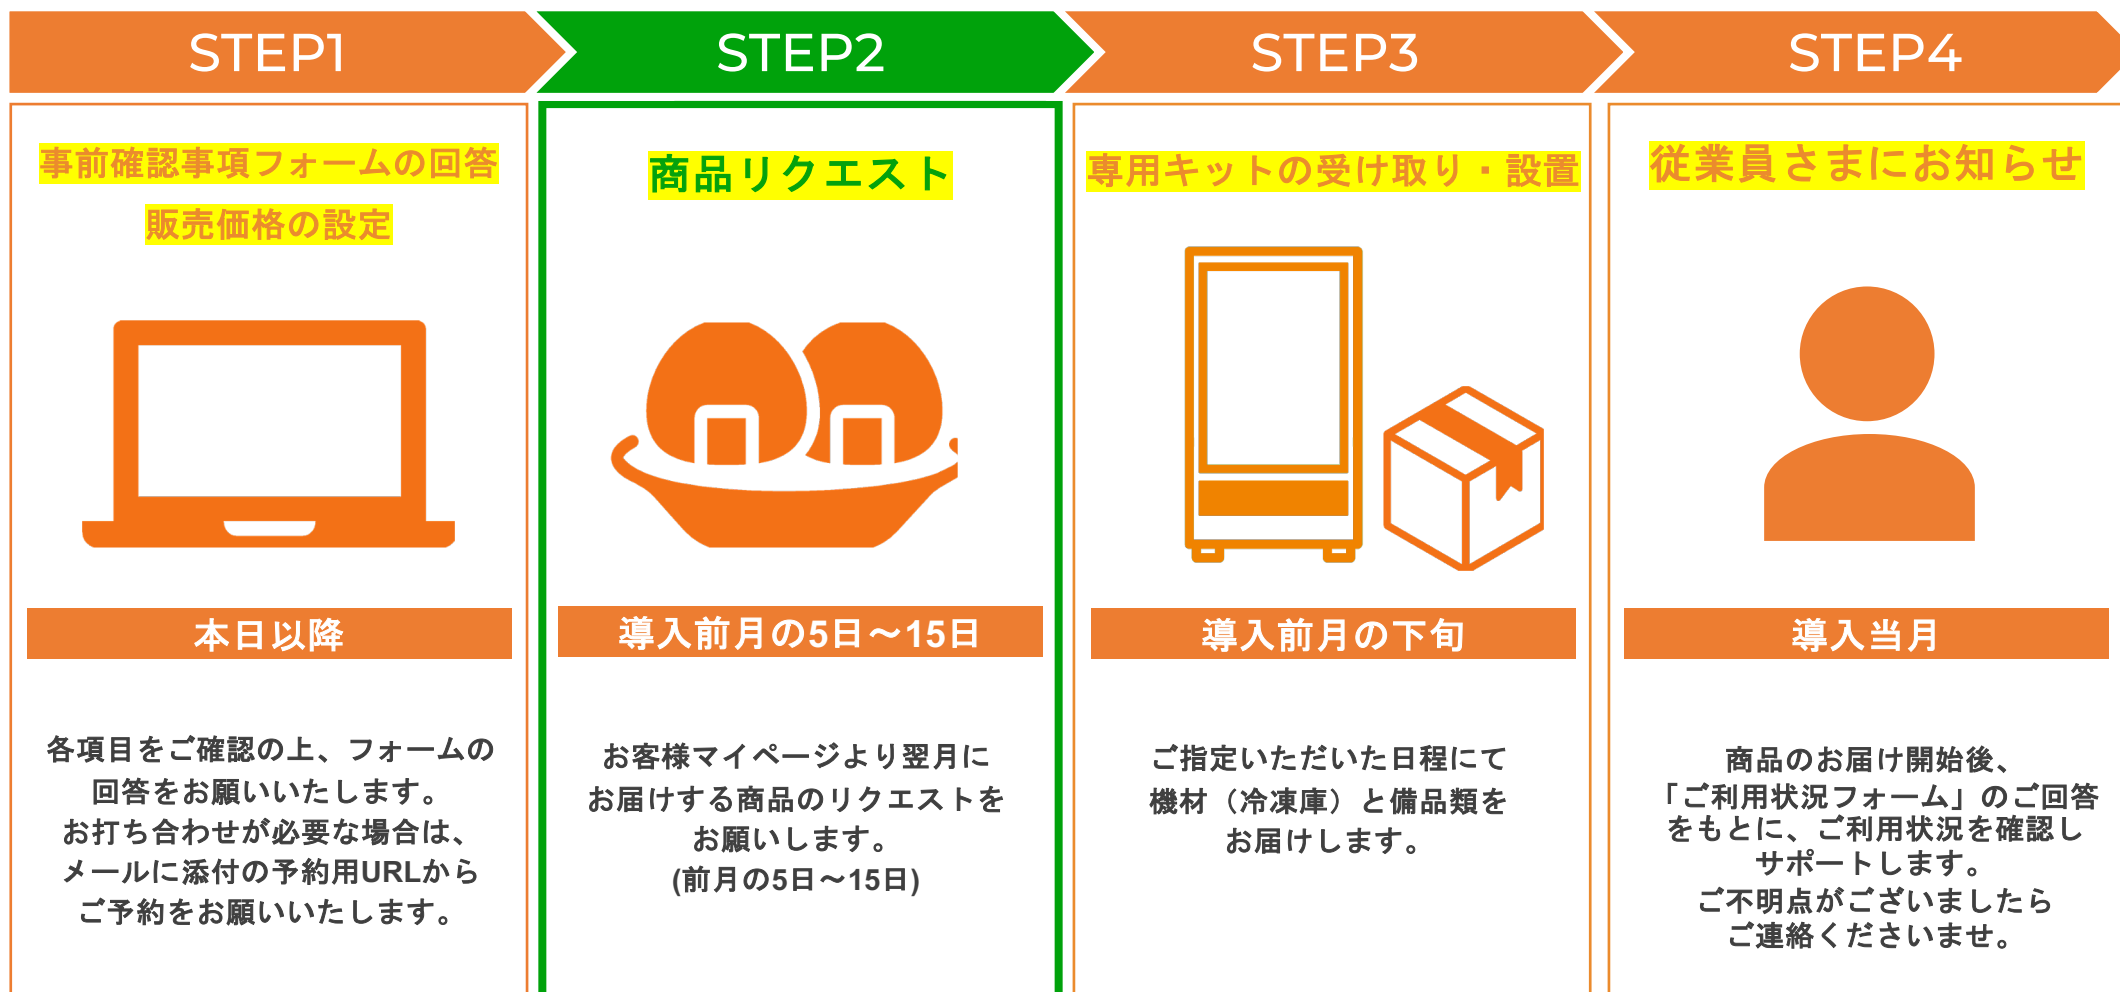 STEP1
STEP2
STEP3
STEP4
事前確認事項フォームの回答
販売価格の設定
本日以降
各項目をご確認の上、フォームの
回答をお願いいたします。
お打ち合わせが必要な場合は、
メールに添付の予約用URLから
ご予約をお願いいたします。
商品リクエスト
導入前月の5日～15日
お客様マイページより翌月に
お届けする商品のリクエストを
お願いします。
(前月の5日～15日)
専用キットの受け取り・設置
導入前月の下旬
ご指定いただいた日程にて
機材（冷凍庫）と備品類を
お届けします。
従業員さまにお知らせ
導入当月
商品のお届け開始後、
「ご利用状況フォーム」のご回答
をもとに、ご利用状況を確認し
サポートします。
ご不明点がございましたら
ご連絡くださいませ。